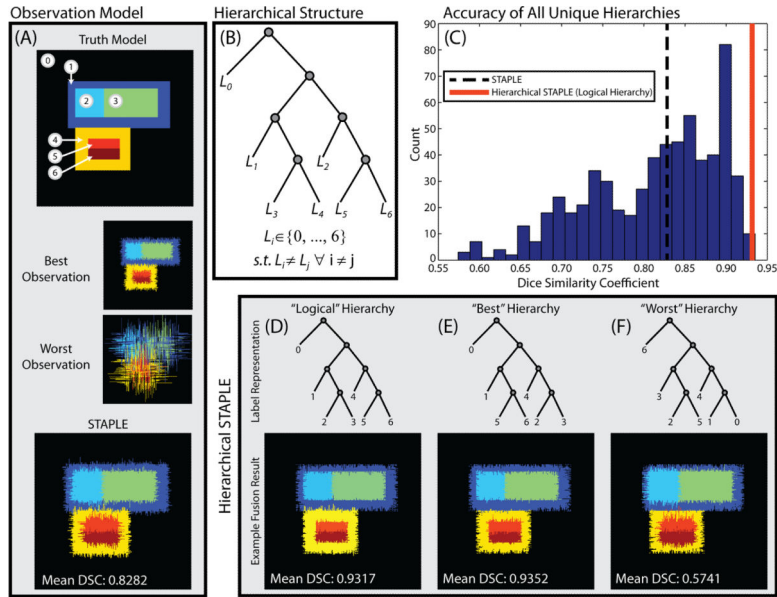 Observation Model
(A)
Truth Model
0
1
2 3
4
5
6
Best
Observation
Worst
Observation
STAPLE
Mean DSC: 0.8282
Hierarchical Structure
(B)
L0
L1 L2
L3 L4 L5 L6
Li∈{0, ..., 6}
s.t. Li ≠ Lj ∀ i ≠ j
Accuracy of All Unique Hierarchies
(C)
STAPLE
Hierarchical STAPLE (Logical Hierarchy)
Count
90
80
70
60
50
40
30
20
10
0
0.55 0.60 0.65 0.70 0.75 0.80 0.85 0.90 0.95
Dice Similarity Coefficient
Hierarchical STAPLE
Label Representation
Example Fusion Result
"Logical" Hierarchy
(D)
0
1 4
2 3 5 6
Mean DSC: 0.9317
"Best" Hierarchy
(E)
0
1 4
5 6 2 3
Mean DSC: 0.9352
"Worst" Hierarchy
(F)
6
3 4
2 5 1 0
Mean DSC: 0.5741